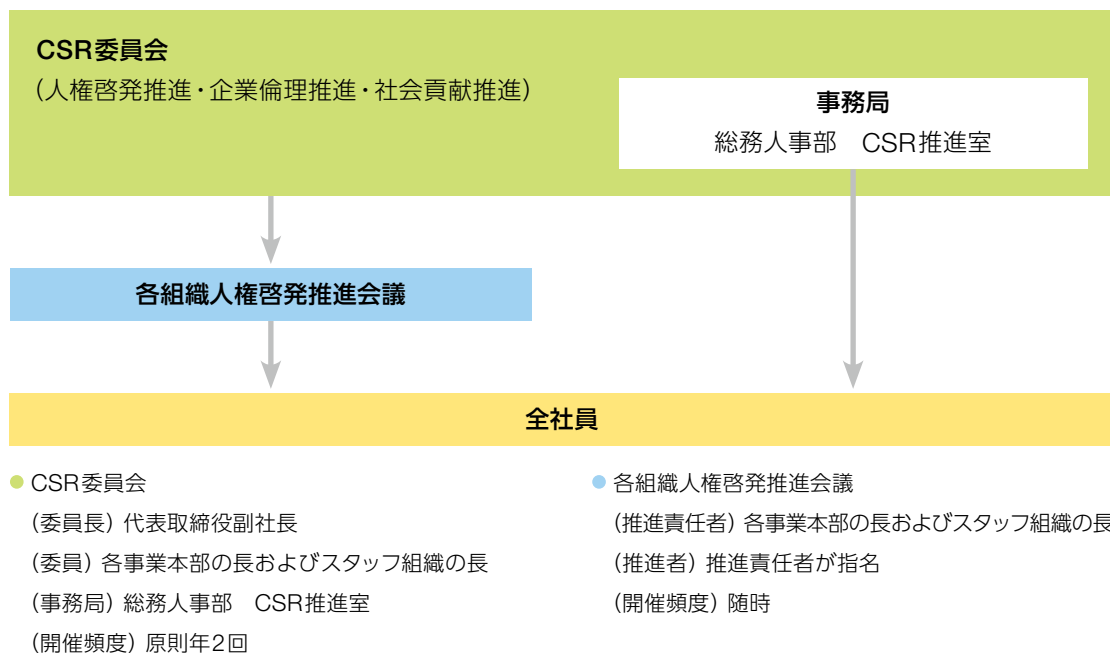 CSR委員会
（人権啓発推進・企業倫理推進・社会貢献推進）
事務局
総務人事部　CSR推進室
各組織人権啓発推進会議
全社員
● CSR委員会
（委員長）代表取締役副社長
（委員）各事業本部の長およびスタッフ組織の長
（事務局）総務人事部　CSR推進室
（開催頻度）原則年2回
● 各組織人権啓発推進会議
（推進責任者）各事業本部の長およびスタッフ組織の長
（推進者）推進責任者が指名
（開催頻度）随時